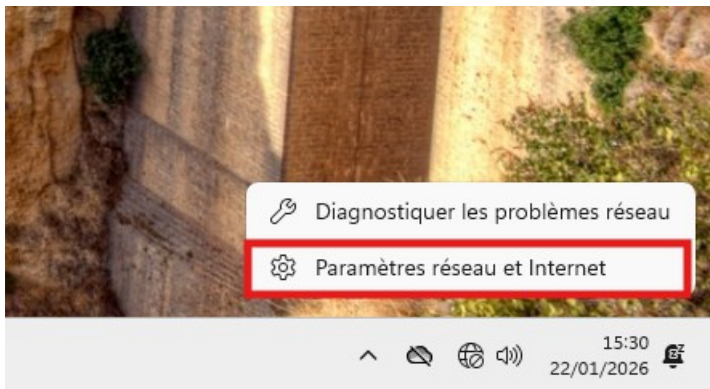 Diagnostiquer les problèmes réseau
Paramètres réseau et Internet
15:30
22/01/2026